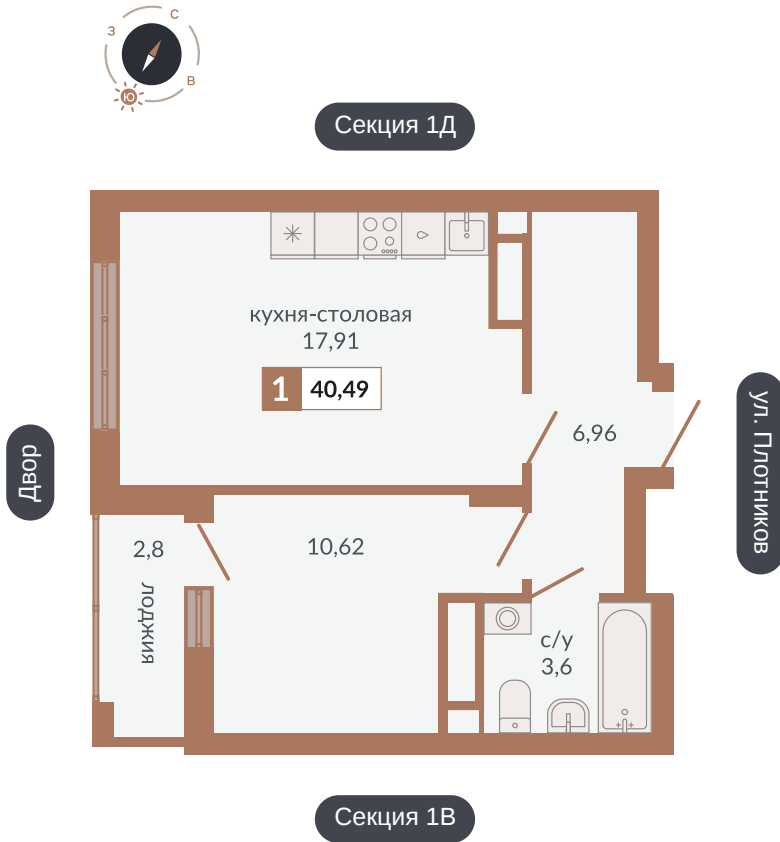 С
З
В
Ю
Секция 1Д
кухня-столовая
17,91
1 40,49
6,96
ул. Плотников
Двор
2,8
лоджия
10,62
с/у
3,6
Секция 1В